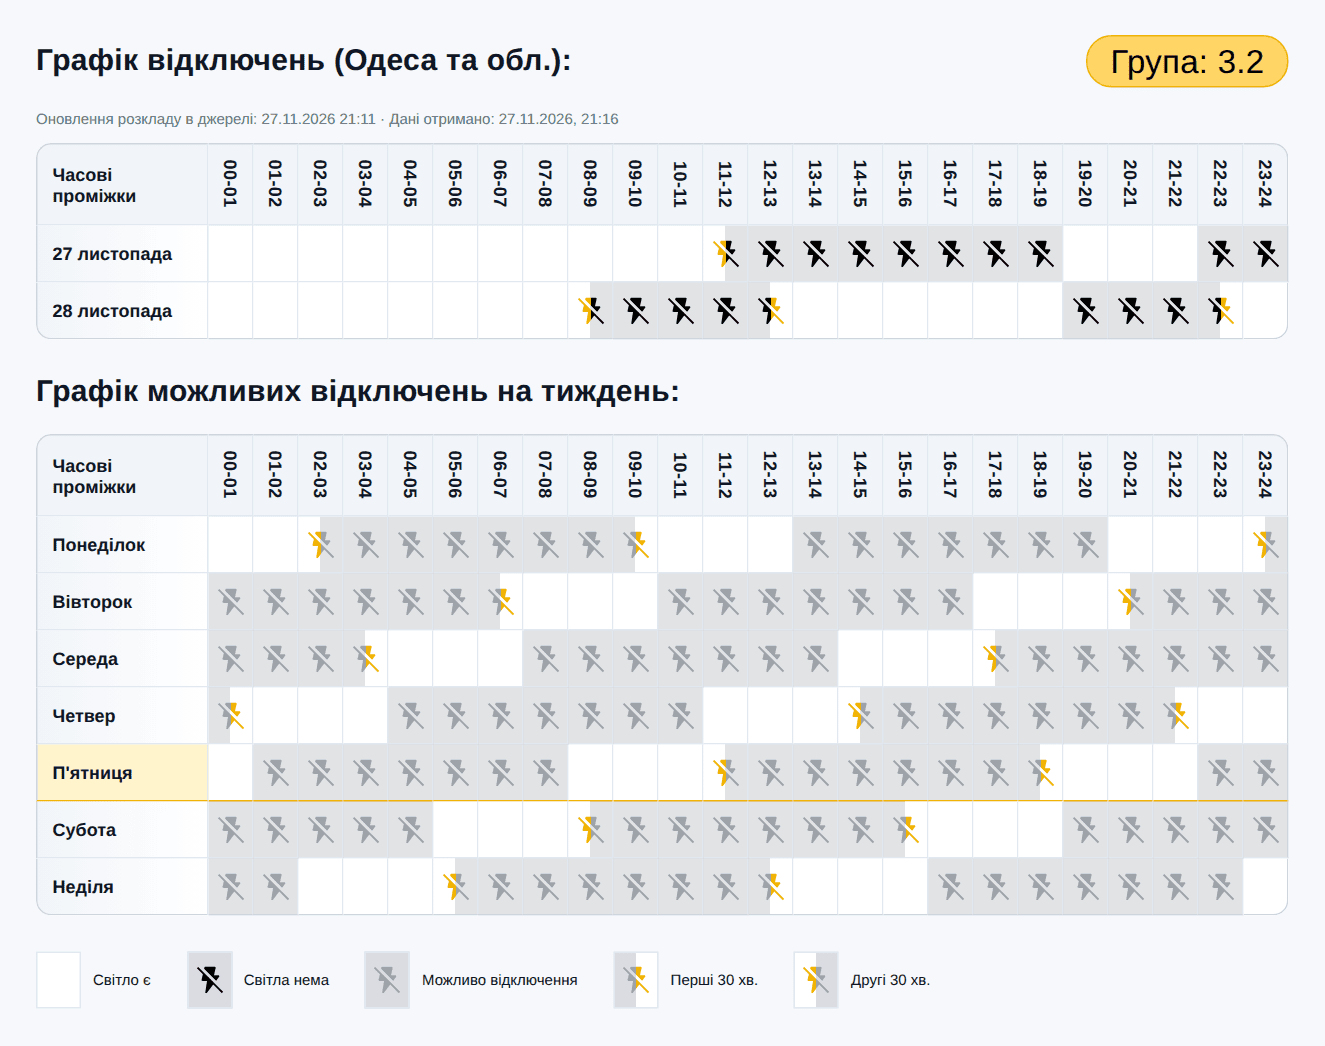 Графік відключень (Одеса та обл.):
Група: 3.2
Оновлення розкладу в джерелі: 27.11.2026 21:11 · Дані отримано: 27.11.2026, 21:16
Часові
проміжки
00-01 01-02 02-03 03-04 04-05 05-06 06-07 07-08 08-09 09-10 10-11 11-12 12-13 13-14 14-15 15-16 16-17 17-18 18-19 19-20 20-21 21-22 22-23 23-24
27 листопада
28 листопада
Графік можливих відключень на тиждень:
Часові
проміжки
00-01 01-02 02-03 03-04 04-05 05-06 06-07 07-08 08-09 09-10 10-11 11-12 12-13 13-14 14-15 15-16 16-17 17-18 18-19 19-20 20-21 21-22 22-23 23-24
Понеділок
Вівторок
Середа
Четвер
П'ятниця
Субота
Неділя
Світло є
Світла нема
Можливо відключення
Перші 30 хв.
Другі 30 хв.